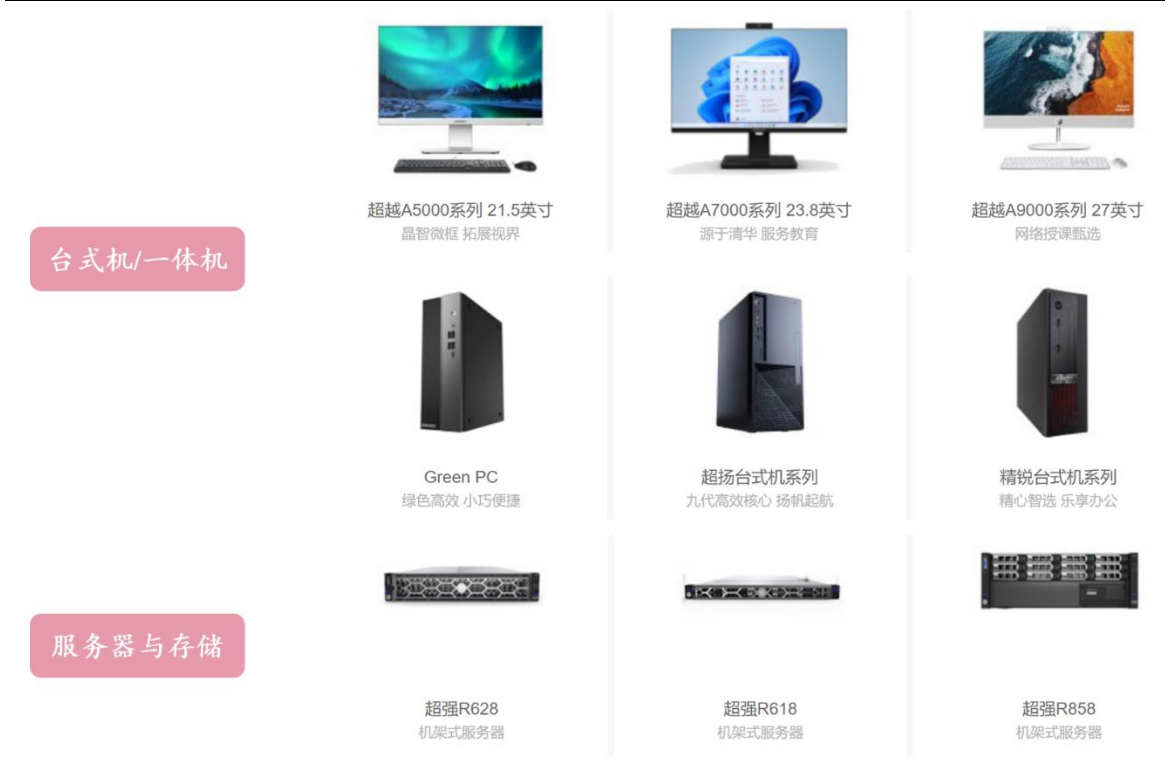 超越A5000系列 21.5英寸
晶智微框 拓展视界
超越A7000系列 23.8英寸
源于清华 服务教育
超越A9000系列 27英寸
网络授课甄选
台式机/一体机
Green PC
绿色高效 小巧便捷
超扬台式机系列
九代高效核心 扬帆起航
精锐台式机系列
精心智选 乐享办公
服务器与存储
超强R628
机架式服务器
超强R618
机架式服务器
超强R858
机架式服务器